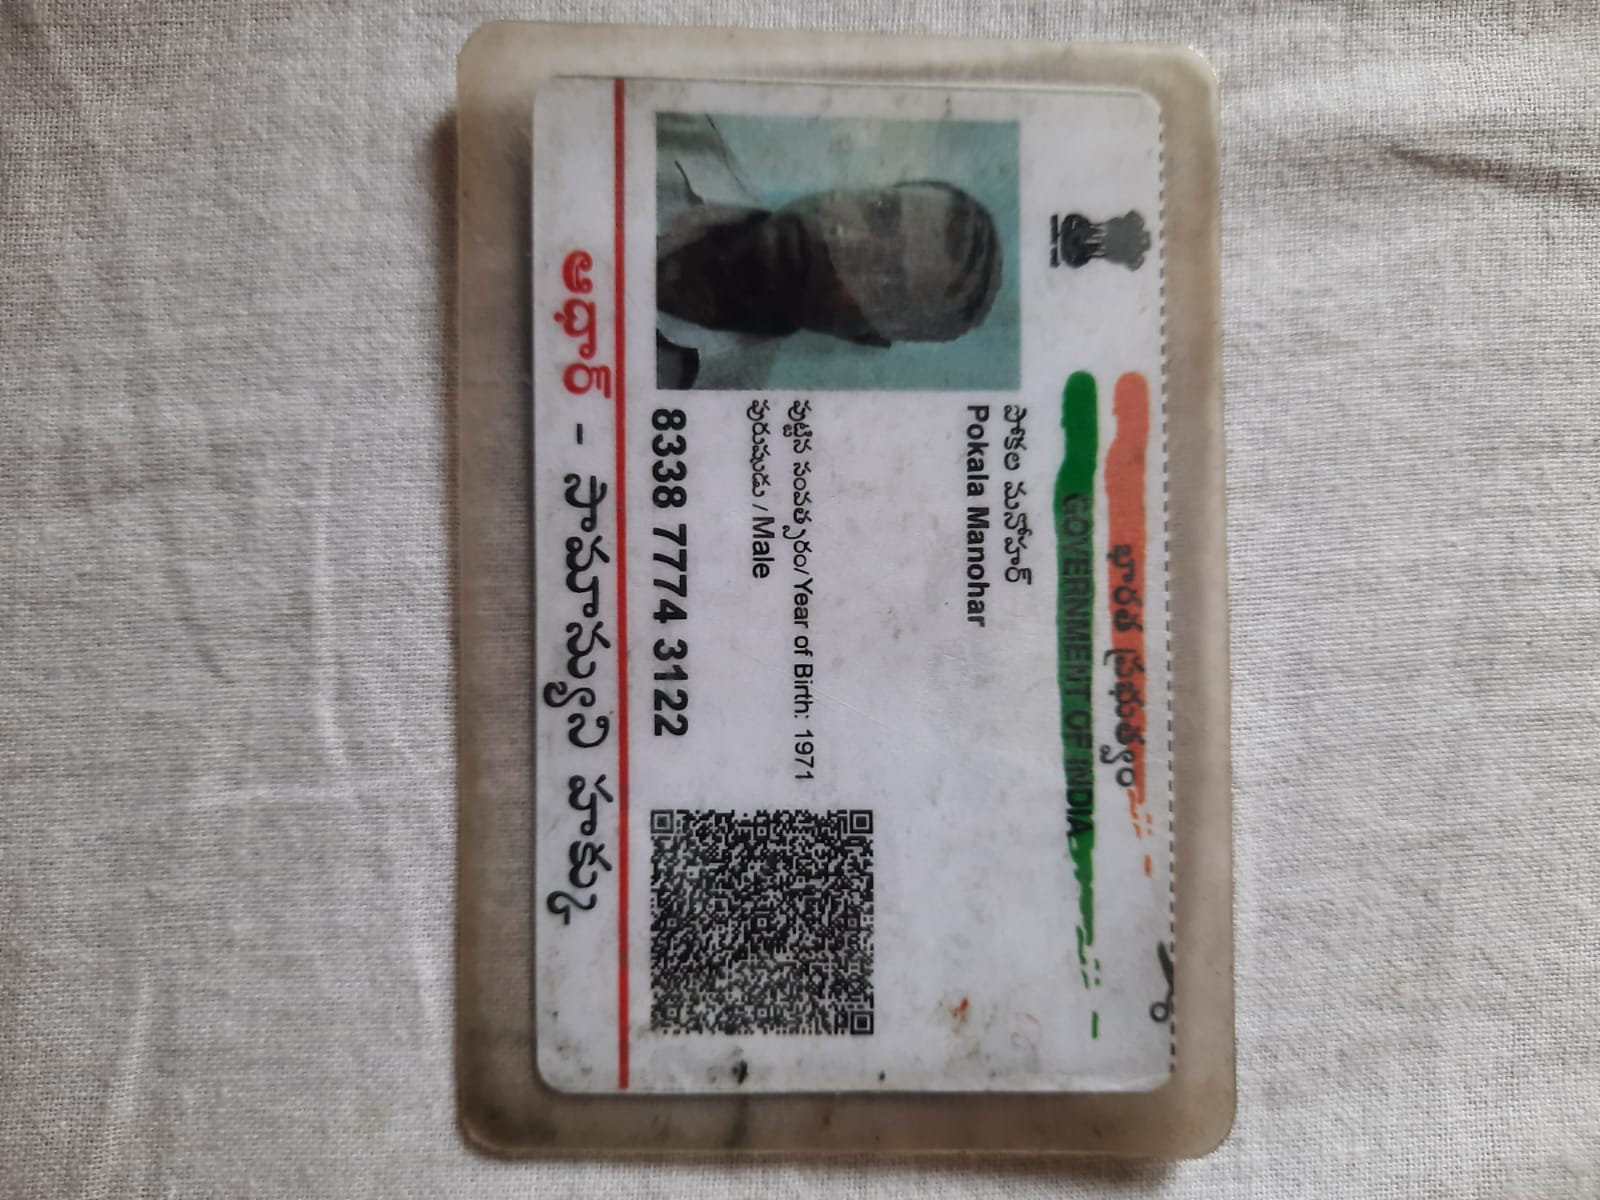 భారత ప్రభుత్వం
GOVERNMENT OF INDIA
పోకల మనోహర్
Pokala Manohar
పుట్టిన సంవత్సరం/Year of Birth: 1971
పురుషుడు / Male
8338 7774 3122
ఆధార్ - సామాన్యుని హక్కు